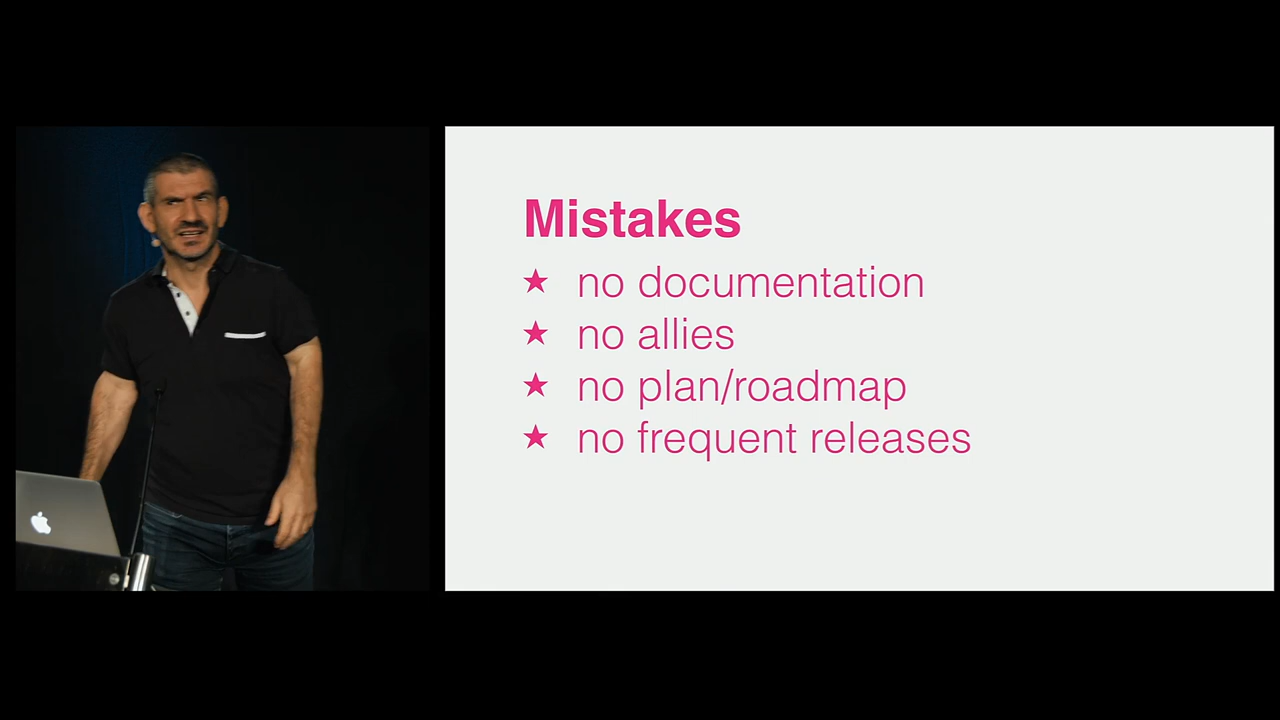 Mistakes
★ no documentation
★ no allies
★ no plan/roadmap
★ no frequent releases